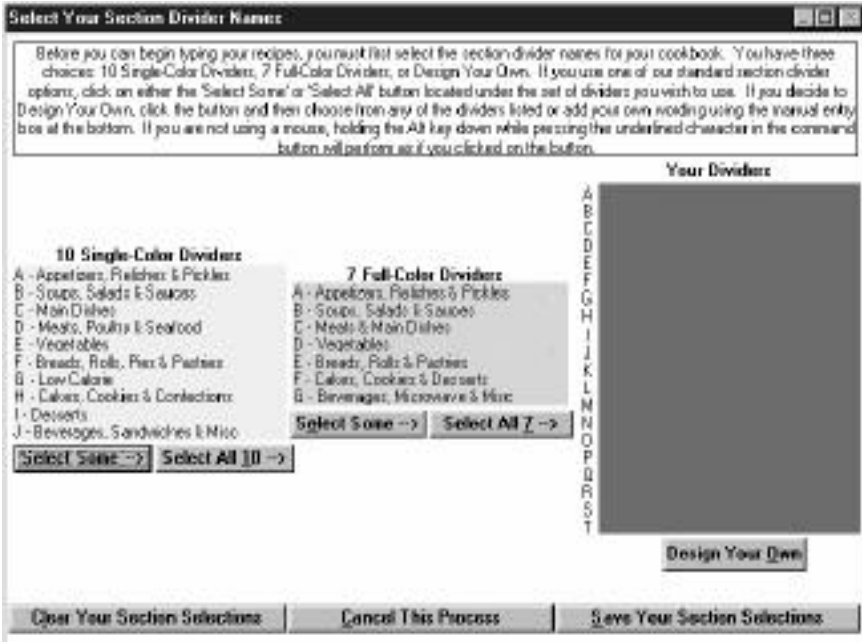 Select Your Section Divider Names
Before you can begin typing your recipes, you must first select the section divider names for your cookbook. You have three
choices: 10 Single-Color Dividers, 7 Full-Color Dividers, or Design Your Own. If you use one of our standard section divider
options, click on either the 'Select Some' or 'Select All' button located under the set of dividers you wish to use. If you decide to
Design Your Own, click the button and then choose from any of the dividers listed or add your own wording using the manual entry
box at the bottom. If you are not using a mouse, holding the Alt key down while pressing the underlined character in the command
button will perform as if you clicked on the button.
10 Single-Color Dividers
A - Appetizers, Relishes & Pickles
B - Soups, Salads & Sauces
C - Main Dishes
D - Meats, Poultry & Seafood
E - Vegetables
F - Breads, Rolls, Pies & Pastries
G - Low Calorie
H - Cakes, Cookies & Confections
I - Desserts
J - Beverages, Sandwiches & Misc
Select Some --> Select All 10 -->
7 Full-Color Dividers
A - Appetizers, Relishes & Pickles
B - Soups, Salads & Sauces
C - Meats & Main Dishes
D - Vegetables
E - Breads, Rolls & Pastries
F - Cakes, Cookies & Desserts
G - Beverages, Microwave & Misc
Select Some --> Select All 7 -->
Your Dividers
A
B
C
D
E
F
G
H
I
J
K
L
M
N
O
P
Q
R
S
T
Design Your Own
Clear Your Section Selections Cancel This Process Save Your Section Selections